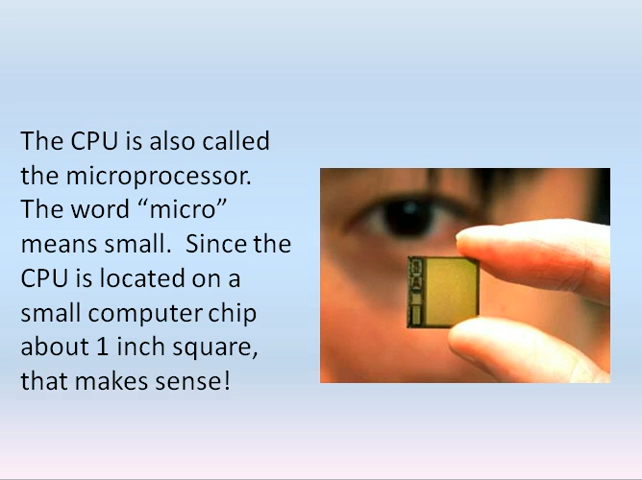 The CPU is also called
the microprocessor.
The word “micro”
means small.  Since the
CPU is located on a
small computer chip
about 1 inch square,
that makes sense!